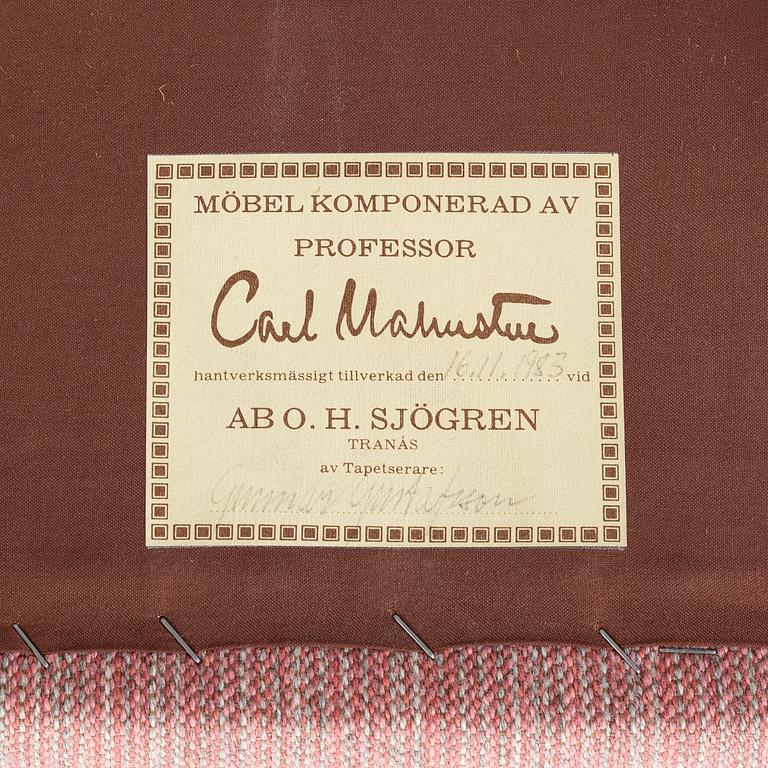 MÖBEL KOMPONERAD AV
PROFESSOR
Carl Malmsten
hantverksmässigt tillverkad den 16.11.1983 vid
AB O. H. SJÖGREN
TRANÅS
av Tapetserare:
Gunnar Gustafsson